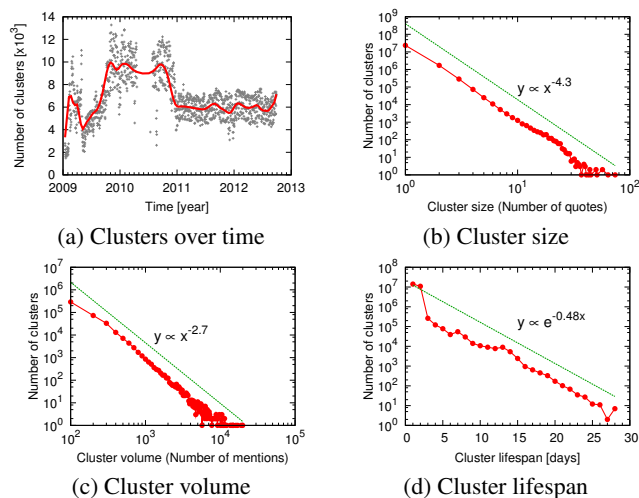 Number of clusters [x10³]
14
12
10
8
6
4
2
0
2009 2010 2011 2012 2013
Time [year]
(a) Clusters over time
Number of clusters
10⁹
10⁸
10⁷
10⁶
10⁵
10⁴
10³
10²
10¹
10⁰
y ∝ x⁻⁴·³
10⁰ 10¹ 10²
Cluster size (Number of quotes)
(b) Cluster size
Number of clusters
10⁷
10⁶
10⁵
10⁴
10³
10²
10¹
10⁰
y ∝ x⁻²·⁷
10² 10³ 10⁴ 10⁵
Cluster volume (Number of mentions)
(c) Cluster volume
Number of clusters
10⁸
10⁷
10⁶
10⁵
10⁴
10³
10²
10¹
10⁰
y ∝ e⁻⁰·⁴⁸ˣ
0 5 10 15 20 25 30
Cluster lifespan [days]
(d) Cluster lifespan